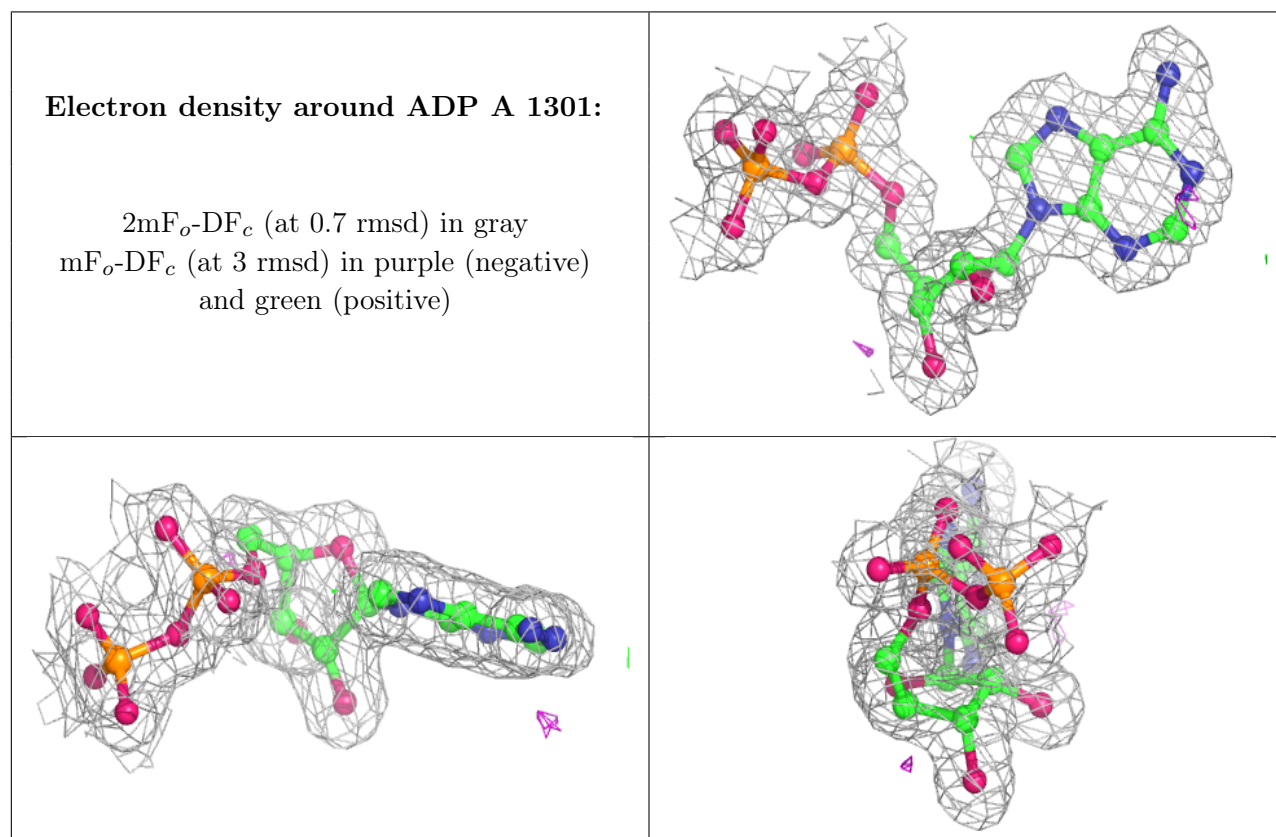 Electron density around ADP A 1301:
2mFo-DFc (at 0.7 rmsd) in gray
mFo-DFc (at 3 rmsd) in purple (negative)
and green (positive)